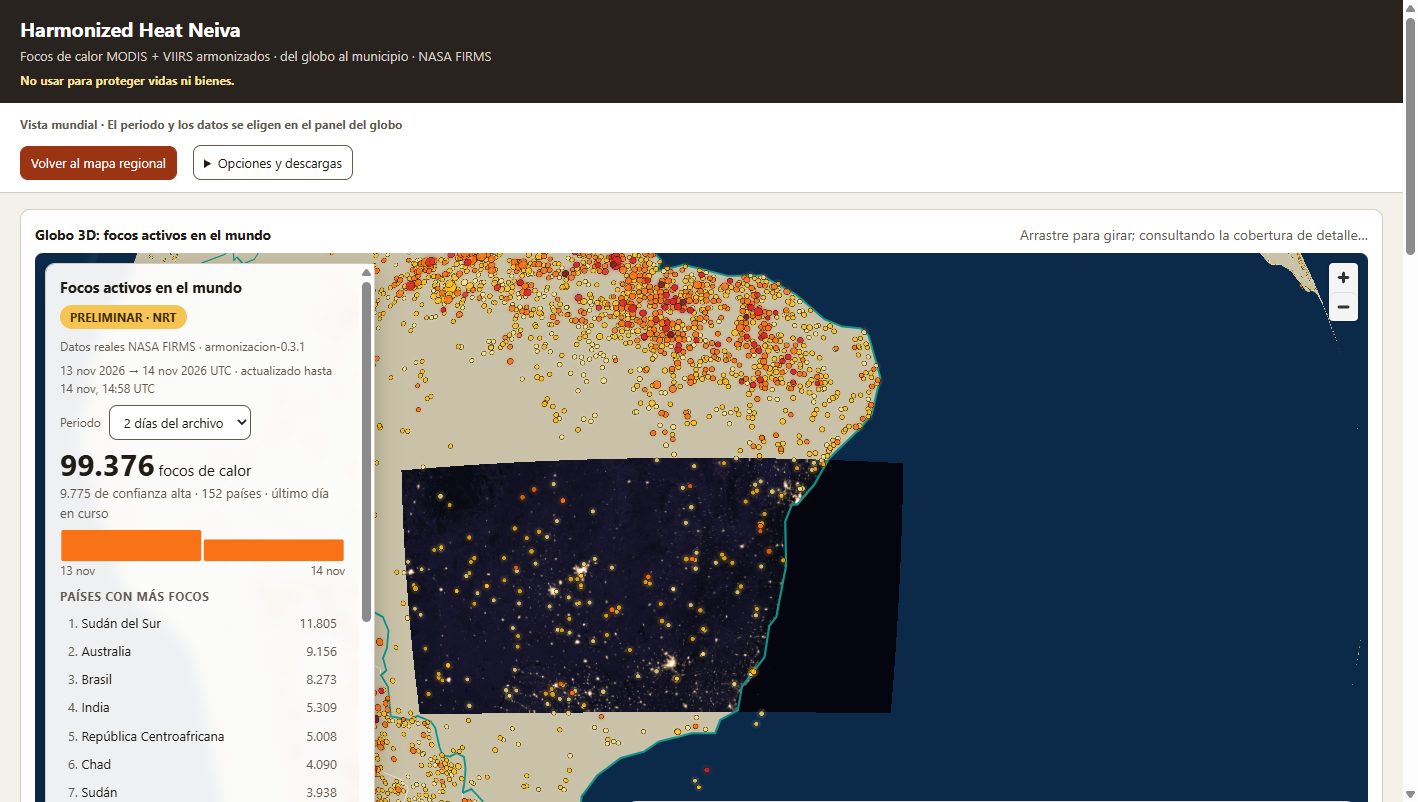 Harmonized Heat Neiva
Focos de calor MODIS + VIIRS armonizados · del globo al municipio · NASA FIRMS
No usar para proteger vidas ni bienes.
Vista mundial · El periodo y los datos se eligen en el panel del globo
Volver al mapa regional
▶ Opciones y descargas
Globo 3D: focos activos en el mundo
Arrastre para girar; consultando la cobertura de detalle...
Focos activos en el mundo
PRELIMINAR · NRT
Datos reales NASA FIRMS · armonizacion-0.3.1
13 nov 2026 → 14 nov 2026 UTC · actualizado hasta
14 nov, 14:58 UTC
Periodo 2 días del archivo
99.376 focos de calor
9.775 de confianza alta · 152 países · último día
en curso
13 nov 14 nov
PAÍSES CON MÁS FOCOS
1. Sudán del Sur 11.805
2. Australia 9.156
3. Brasil 8.273
4. India 5.309
5. República Centroafricana 5.008
6. Chad 4.090
7. Sudán 3.938
+
−